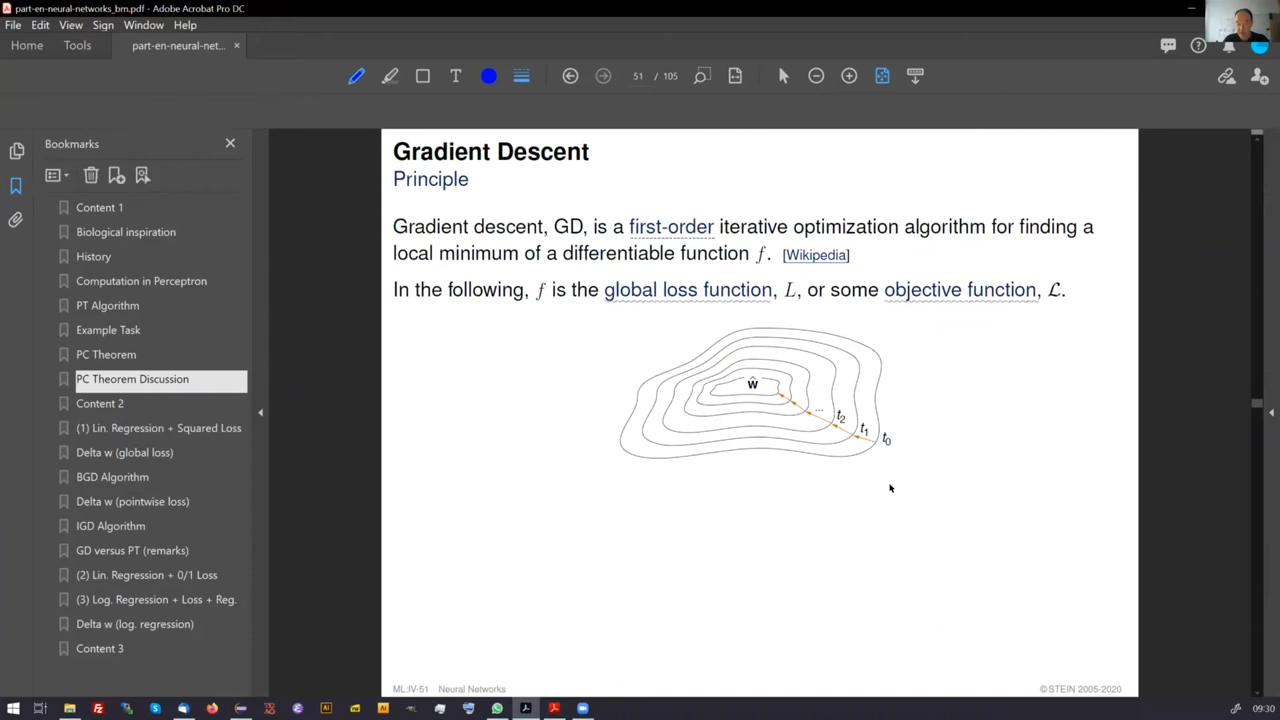 part-en-neural-networks_brn.pdf - Adobe Acrobat Pro DC
File Edit View Sign Window Help
Home Tools part-en-neural-net... ×
51 / 105
Bookmarks
Content 1
Biological inspiration
History
Computation in Perceptron
PT Algorithm
Example Task
PC Theorem
PC Theorem Discussion
Content 2
(1) Lin. Regression + Squared Loss
Delta w (global loss)
BGD Algorithm
Delta w (pointwise loss)
IGD Algorithm
GD versus PT (remarks)
(2) Lin. Regression + 0/1 Loss
(3) Log. Regression + Loss + Reg.
Delta w (log. regression)
Content 3
Gradient Descent
Principle
Gradient descent, GD, is a first-order iterative optimization algorithm for finding a
local minimum of a differentiable function f. [Wikipedia]
In the following, f is the global loss function, L, or some objective function, ℒ.
ŵ
...
t2
t1
t0
ML:IV-51 Neural Networks
©STEIN 2005-2020
09:30